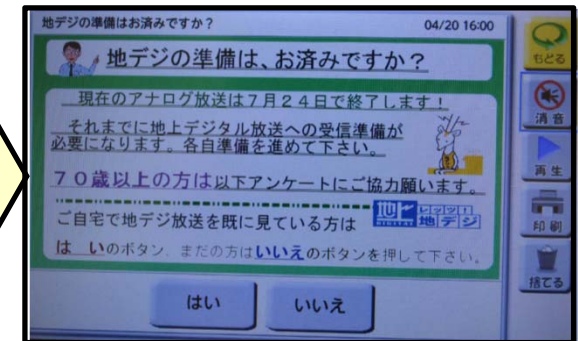 地デジの準備はお済みですか? 04/20 16:00
地デジの準備は、お済みですか?
現在のアナログ放送は7月24日で終了します!
それまでに地上デジタル放送への受信準備が
必要になります。各自準備を進めて下さい。
70歳以上の方は以下アンケートにご協力願います。
ご自宅で地デジ放送を既に見ている方は
地上 DIGITAL レッツ! 地デジ
は いのボタン、まだの方はいいえのボタンを押して下さい。
はい いいえ
もどる
消音
再生
印刷
捨てる